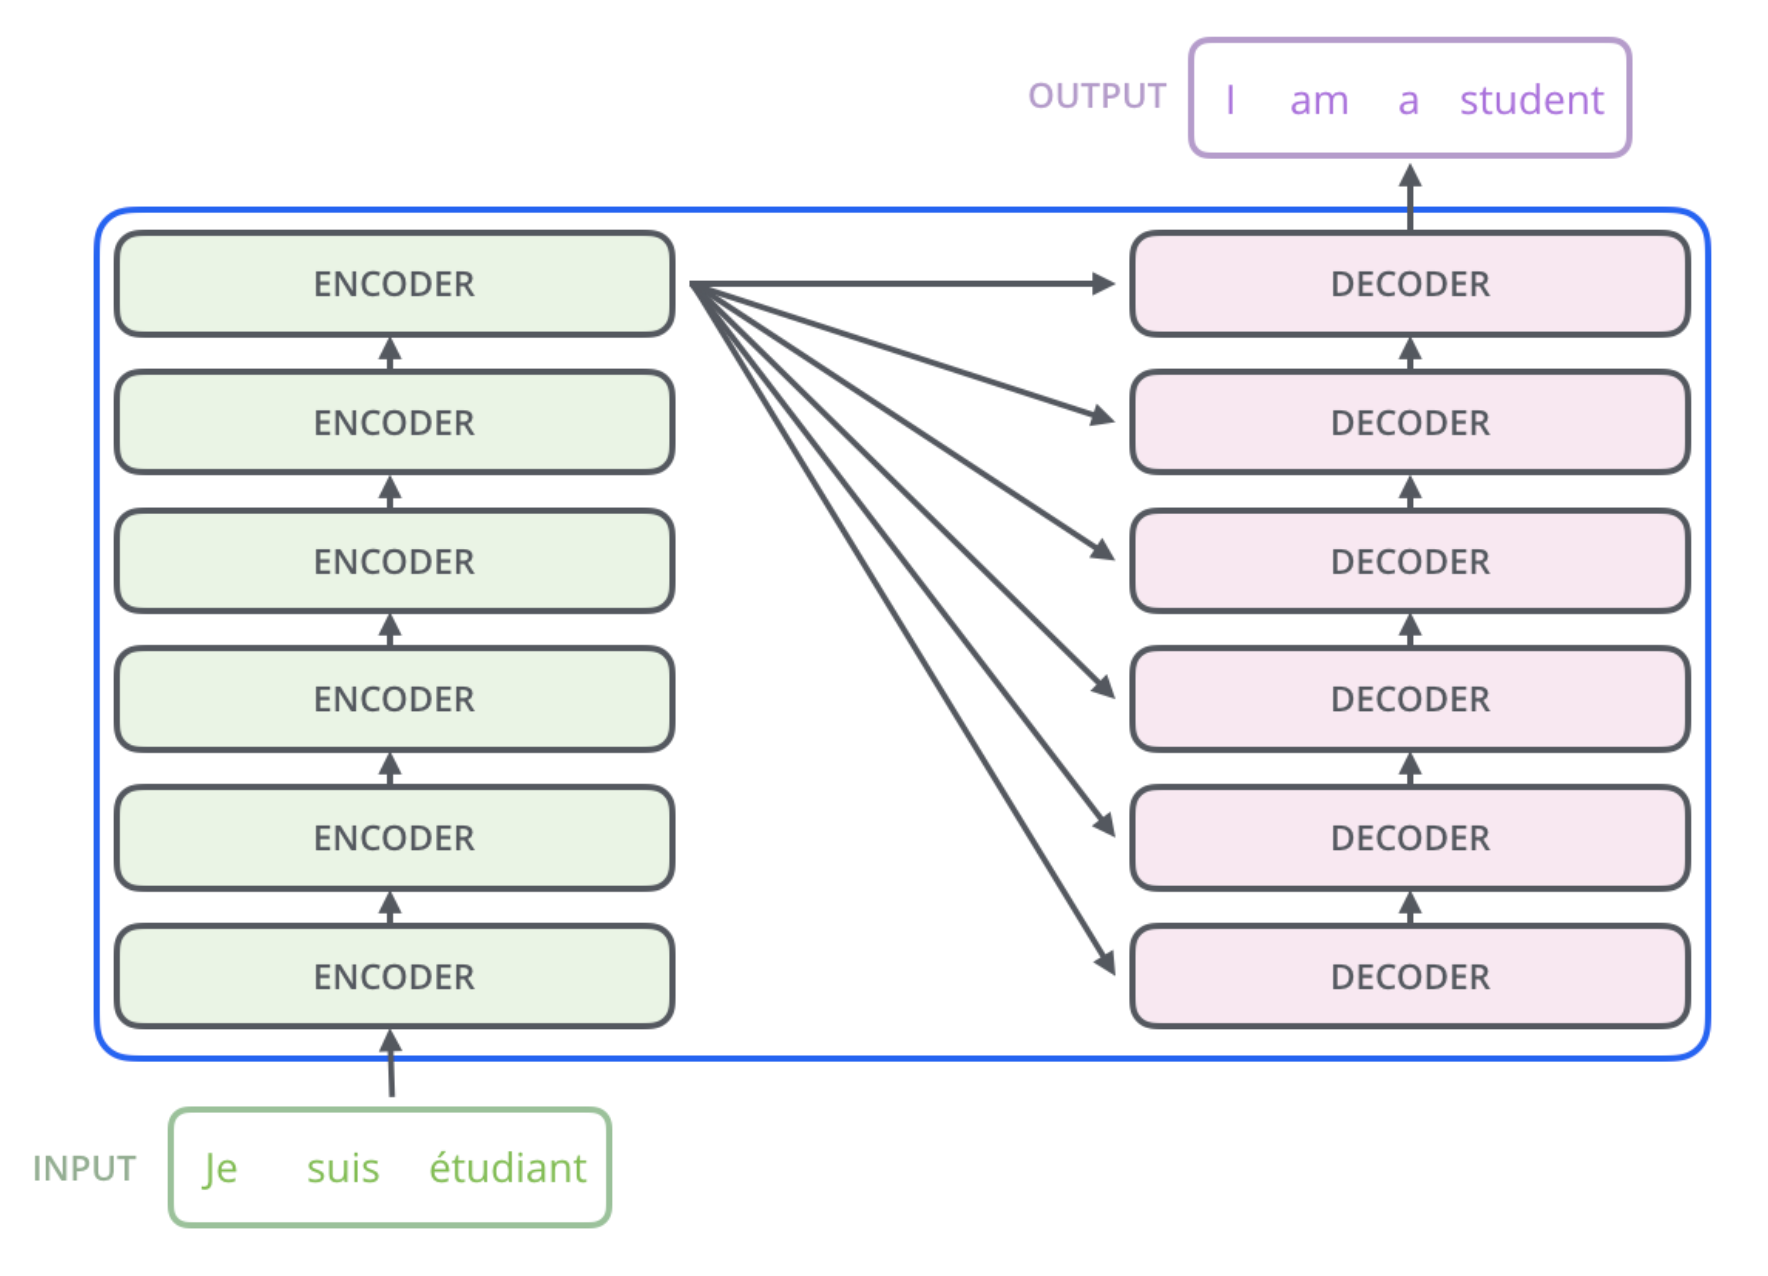 OUTPUT
I am a student
ENCODER
DECODER
ENCODER
DECODER
ENCODER
DECODER
ENCODER
DECODER
ENCODER
DECODER
ENCODER
DECODER
INPUT
Je suis étudiant